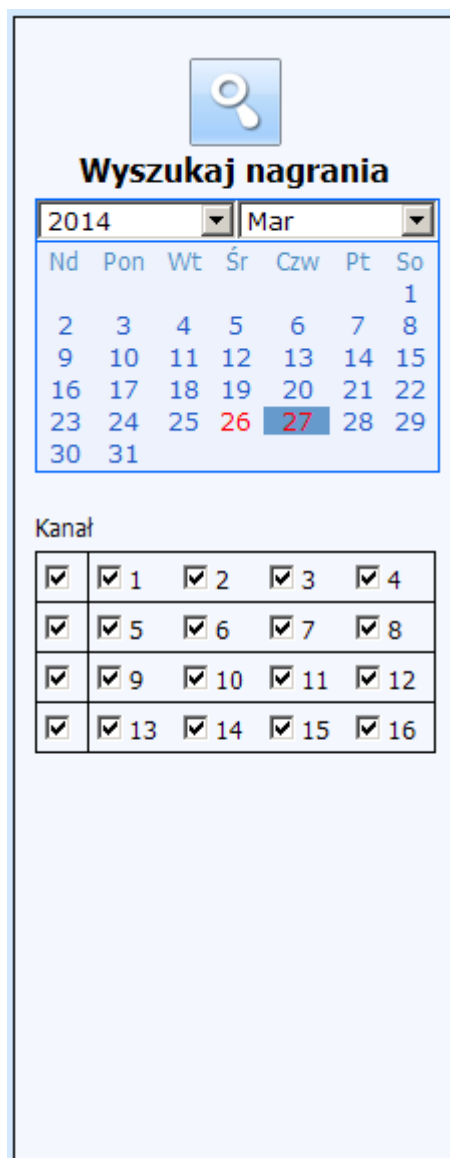 Wyszukaj nagrania
2014 Mar
Nd Pon Wt Śr Czw Pt So
1
2 3 4 5 6 7 8
9 10 11 12 13 14 15
16 17 18 19 20 21 22
23 24 25 26 27 28 29
30 31
Kanał
1 2 3 4
5 6 7 8
9 10 11 12
13 14 15 16